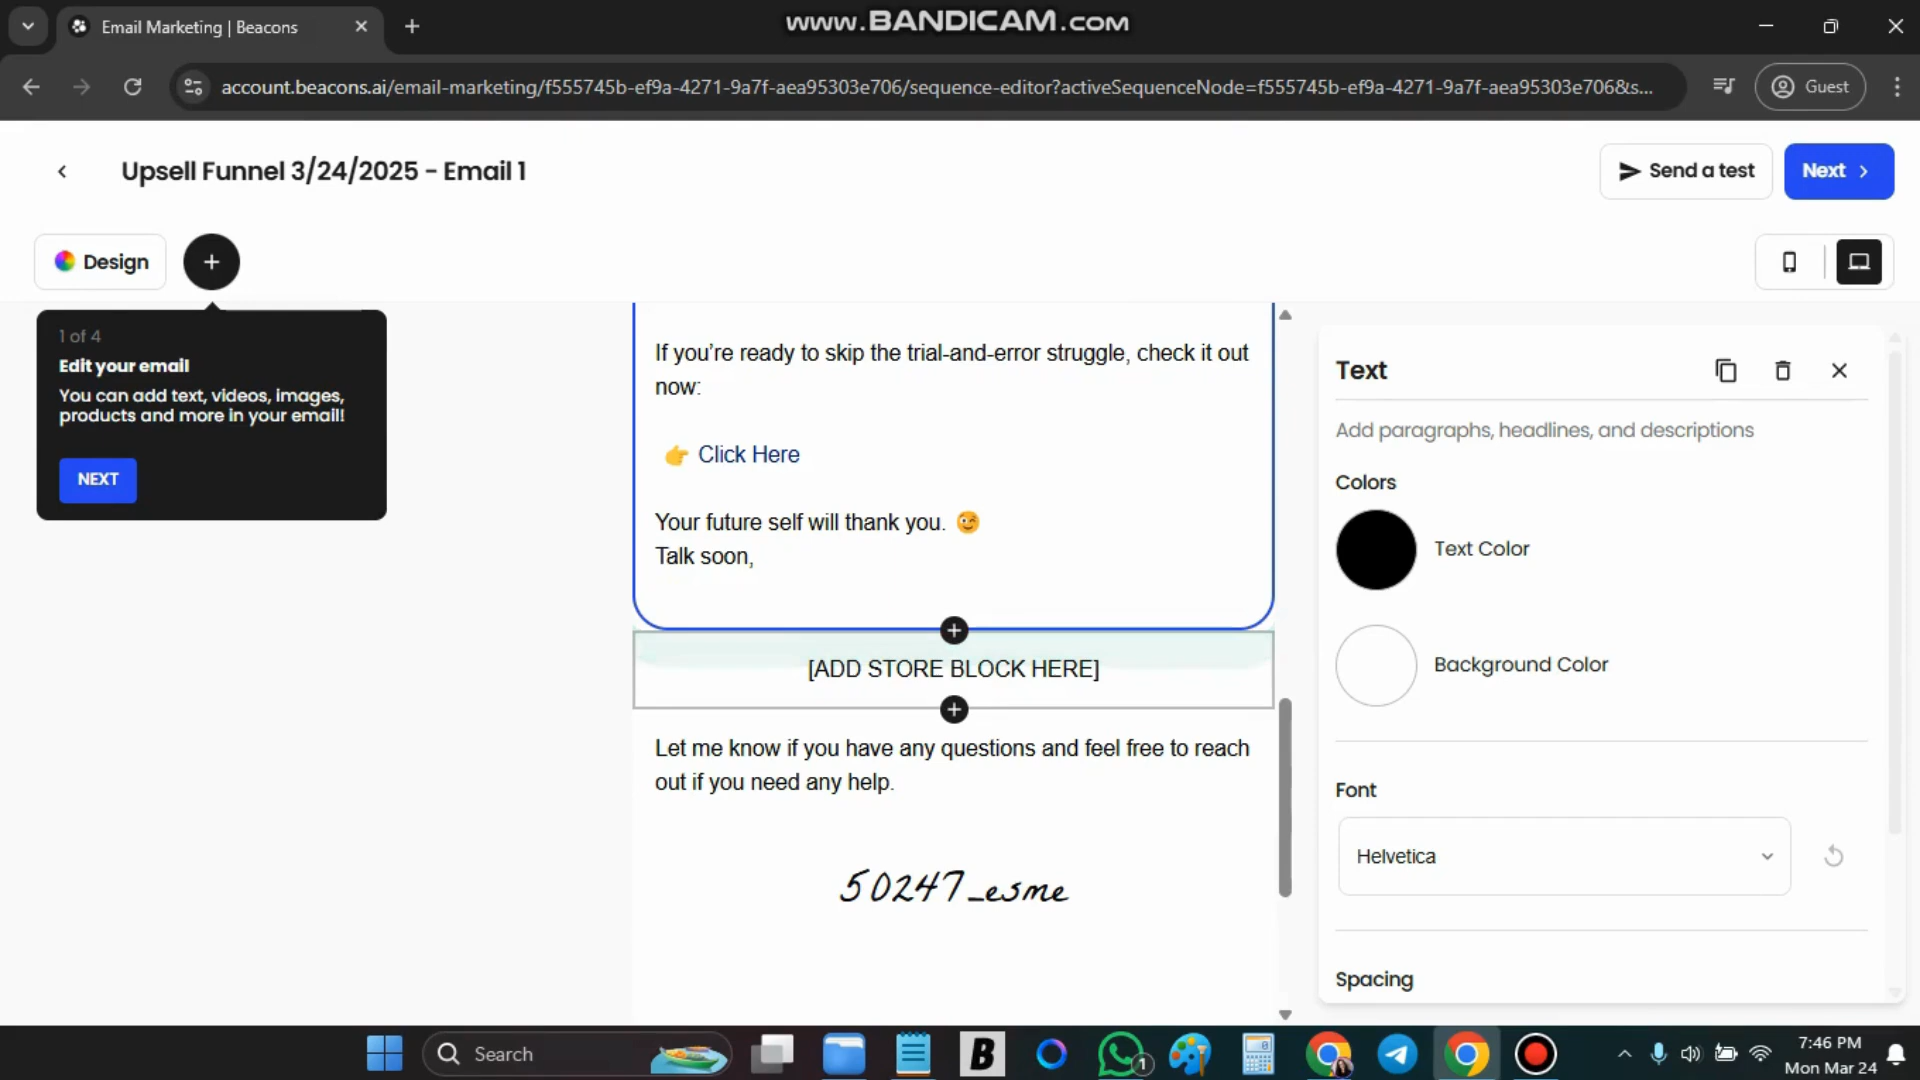 www.BANDICAM.com
Email Marketing | Beacons
account.beacons.ai/email-marketing/f555745b-ef9a-4271-9a7f-aea95303e706/sequence-editor?activeSequenceNode=f555745b-ef9a-4271-9a7f-aea95303e706&s...
Guest
Upsell Funnel 3/24/2025 - Email 1
Send a test
Next
Design
1 of 4
Edit your email
You can add text, videos, images,
products and more in your email!
NEXT
If you’re ready to skip the trial-and-error struggle, check it out
now:
👉 Click Here
Your future self will thank you. 😉
Talk soon,
[ADD STORE BLOCK HERE]
Let me know if you have any questions and feel free to reach
out if you need any help.
50247_esme
Text
Add paragraphs, headlines, and descriptions
Colors
Text Color
Background Color
Font
Helvetica
Spacing
Search
B
1
7:46 PM
Mon Mar 24